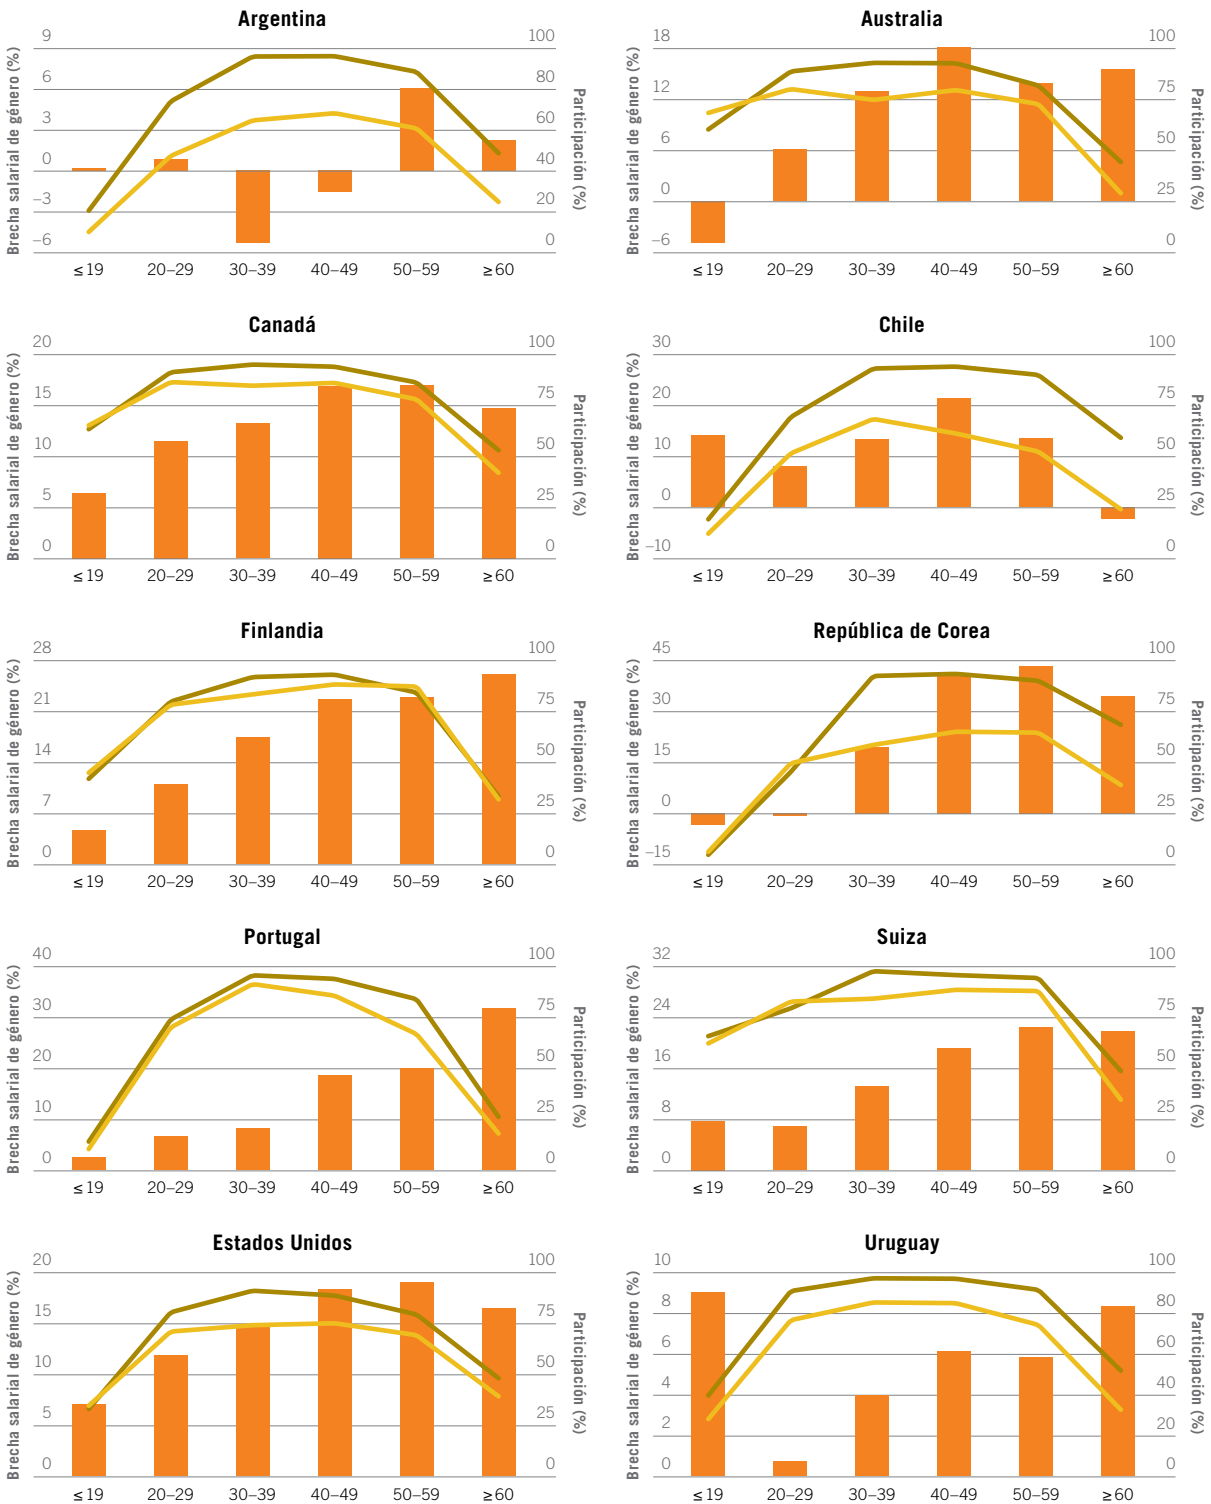 Argentina
Brecha salarial de género (%)
9
6
3
0
–3
–6
100
80
60
40
20
0
Participación (%)
≤ 19 20–29 30–39 40–49 50–59 ≥ 60
Australia
Brecha salarial de género (%)
18
12
6
0
–6
100
75
50
25
0
Participación (%)
≤ 19 20–29 30–39 40–49 50–59 ≥ 60
Canadá
Brecha salarial de género (%)
20
15
10
5
0
100
75
50
25
0
Participación (%)
≤ 19 20–29 30–39 40–49 50–59 ≥ 60
Chile
Brecha salarial de género (%)
30
20
10
0
–10
100
75
50
25
0
Participación (%)
≤ 19 20–29 30–39 40–49 50–59 ≥ 60
Finlandia
Brecha salarial de género (%)
28
21
14
7
0
100
75
50
25
0
Participación (%)
≤ 19 20–29 30–39 40–49 50–59 ≥ 60
República de Corea
Brecha salarial de género (%)
45
30
15
0
–15
100
75
50
25
0
Participación (%)
≤ 19 20–29 30–39 40–49 50–59 ≥ 60
Portugal
Brecha salarial de género (%)
40
30
20
10
0
100
75
50
25
0
Participación (%)
≤ 19 20–29 30–39 40–49 50–59 ≥ 60
Suiza
Brecha salarial de género (%)
32
24
16
8
0
100
75
50
25
0
Participación (%)
≤ 19 20–29 30–39 40–49 50–59 ≥ 60
Estados Unidos
Brecha salarial de género (%)
20
15
10
5
0
100
75
50
25
0
Participación (%)
≤ 19 20–29 30–39 40–49 50–59 ≥ 60
Uruguay
Brecha salarial de género (%)
10
8
6
4
2
0
100
80
60
40
20
0
Participación (%)
≤ 19 20–29 30–39 40–49 50–59 ≥ 60